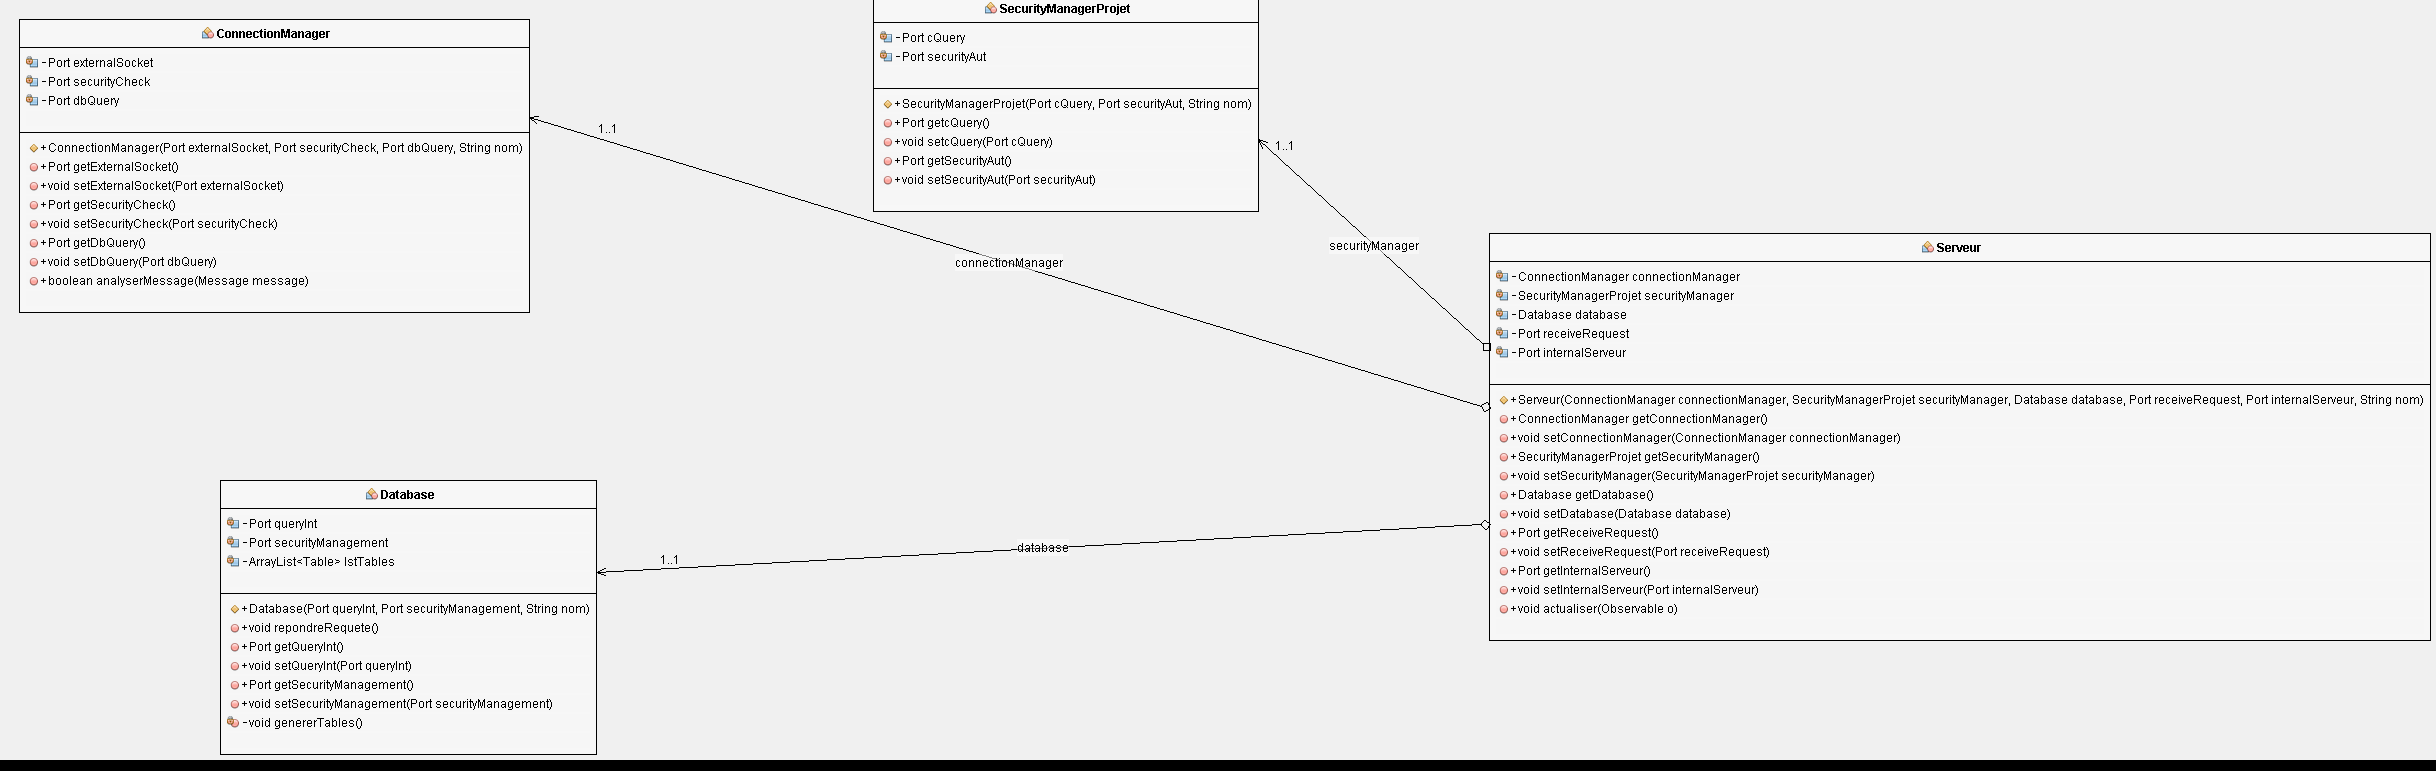 ConnectionManager
-Port externalSocket
-Port securityCheck
-Port dbQuery
+ConnectionManager(Port externalSocket, Port securityCheck, Port dbQuery, String nom)
+Port getExternalSocket()
+void setExternalSocket(Port externalSocket)
+Port getSecurityCheck()
+void setSecurityCheck(Port securityCheck)
+Port getDbQuery()
+void setDbQuery(Port dbQuery)
+boolean analyserMessage(Message message)
SecurityManagerProjet
-Port cQuery
-Port securityAut
+SecurityManagerProjet(Port cQuery, Port securityAut, String nom)
+Port getcQuery()
+void setcQuery(Port cQuery)
+Port getSecurityAut()
+void setSecurityAut(Port securityAut)
1..1
1..1
securityManager
connectionManager
Serveur
-ConnectionManager connectionManager
-SecurityManagerProjet securityManager
-Database database
-Port receiveRequest
-Port internalServeur
+Serveur(ConnectionManager connectionManager, SecurityManagerProjet securityManager, Database database, Port receiveRequest, Port internalServeur, String nom)
+ConnectionManager getConnectionManager()
+void setConnectionManager(ConnectionManager connectionManager)
+SecurityManagerProjet getSecurityManager()
+void setSecurityManager(SecurityManagerProjet securityManager)
+Database getDatabase()
+void setDatabase(Database database)
+Port getReceiveRequest()
+void setReceiveRequest(Port receiveRequest)
+Port getInternalServeur()
+void setInternalServeur(Port internalServeur)
+void actualiser(Observable o)
Database
-Port queryInt
-Port securityManagement
-ArrayList<Table> lstTables
+Database(Port queryInt, Port securityManagement, String nom)
+void repondreRequete()
+Port getQueryInt()
+void setQueryInt(Port queryInt)
+Port getSecurityManagement()
+void setSecurityManagement(Port securityManagement)
-void genererTables()
1..1
database